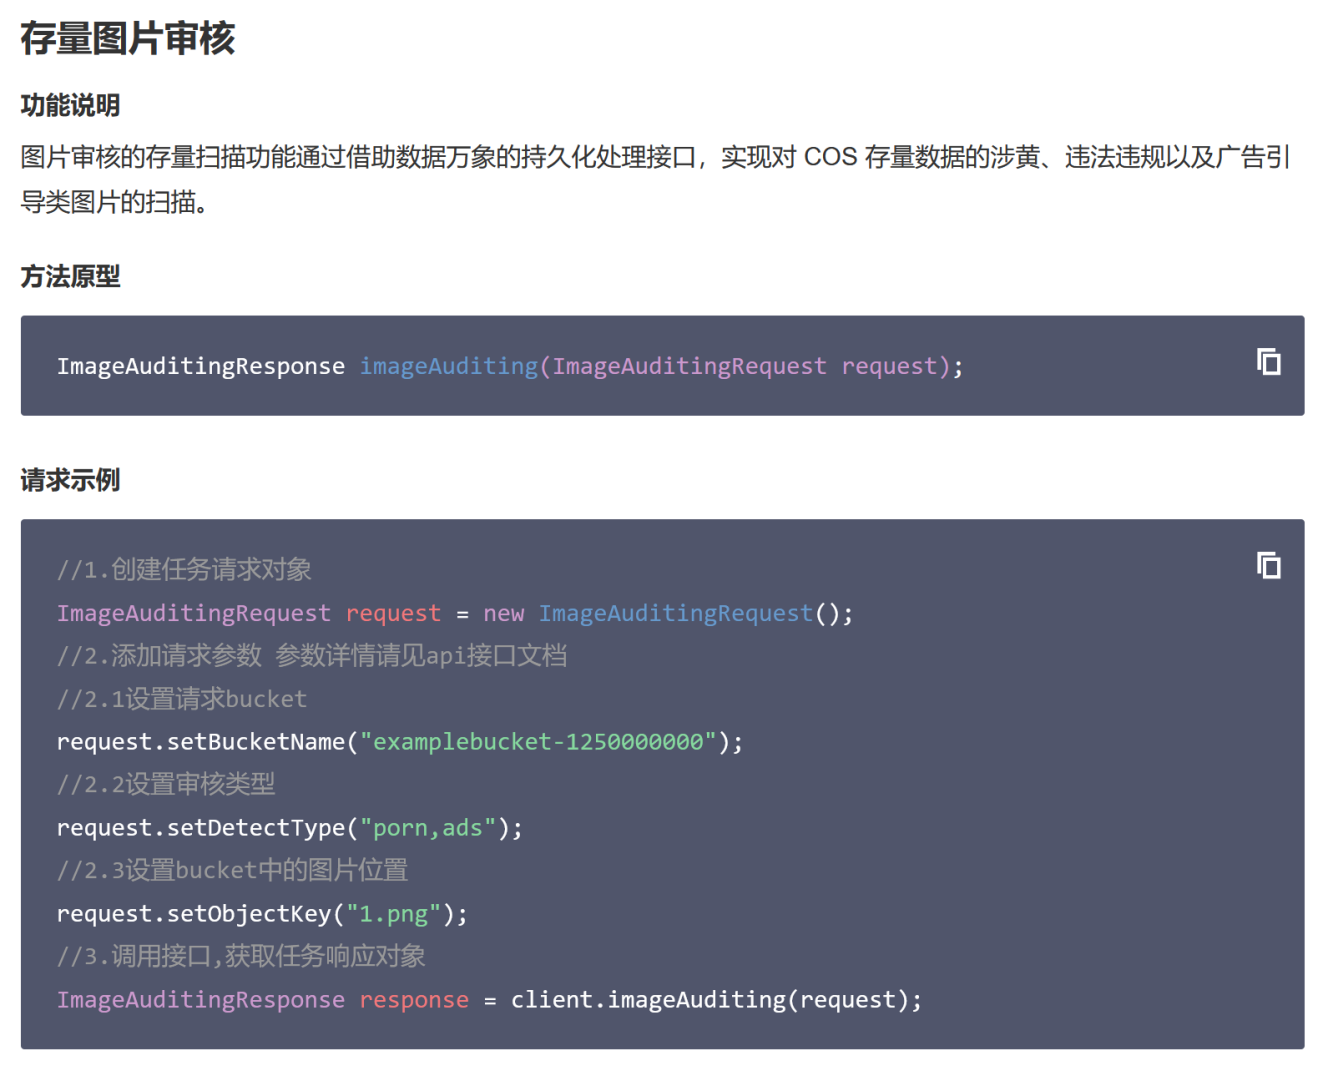 存量图片审核
功能说明
图片审核的存量扫描功能通过借助数据万象的持久化处理接口，实现对 COS 存量数据的涉黄、违法违规以及广告引
导类图片的扫描。
方法原型
ImageAuditingResponse imageAuditing(ImageAuditingRequest request);
请求示例
//1.创建任务请求对象
ImageAuditingRequest request = new ImageAuditingRequest();
//2.添加请求参数 参数详情请见api接口文档
//2.1设置请求bucket
request.setBucketName("examplebucket-1250000000");
//2.2设置审核类型
request.setDetectType("porn,ads");
//2.3设置bucket中的图片位置
request.setObjectKey("1.png");
//3.调用接口,获取任务响应对象
ImageAuditingResponse response = client.imageAuditing(request);